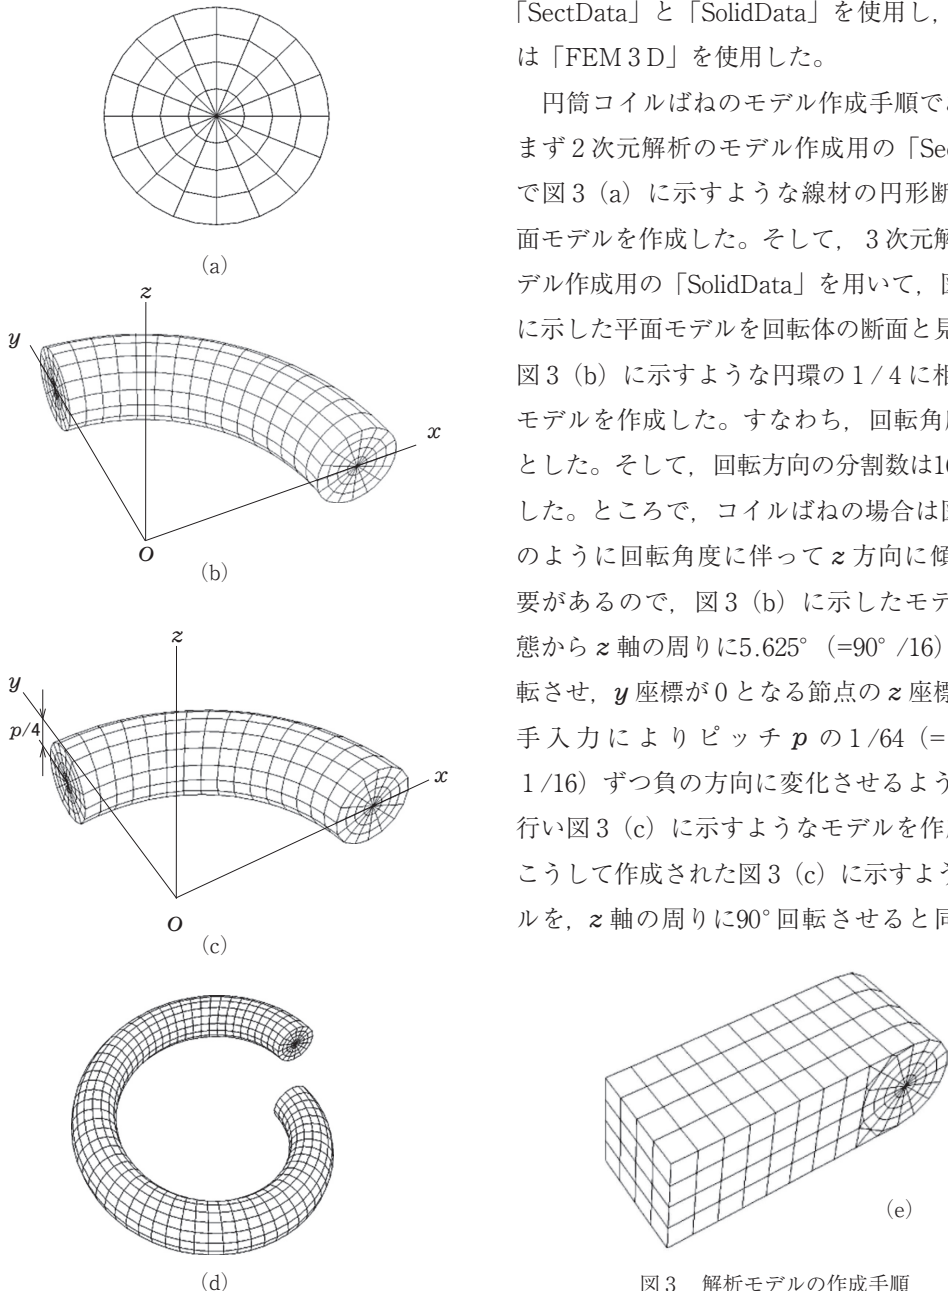 「SectData」と「SolidData」を使用し，
は「FEM 3 D」を使用した。
円筒コイルばねのモデル作成手順で
まず 2 次元解析のモデル作成用の「Sec
で図 3（a）に示すような線材の円形断
面モデルを作成した。そして，3 次元解
デル作成用の「SolidData」を用いて，
に示した平面モデルを回転体の断面と見
図 3（b）に示すような円環の 1 / 4 に相
モデルを作成した。すなわち，回転角
とした。そして，回転方向の分割数は16
した。ところで，コイルばねの場合は図
のように回転角度に伴って z 方向に傾
要があるので，図 3（b）に示したモデ
態から z 軸の周りに5.625°（=90° /16）
転させ，y 座標が 0 となる節点の z 座標
手入力によりピッチ p の 1 /64（=
1 /16）ずつ負の方向に変化させるよう
行い図 3（c）に示すようなモデルを作
こうして作成された図 3（c）に示すよう
ルを，z 軸の周りに90°回転させると同
(a)
z
y
x
O
(b)
z
y
p/4
x
O
(c)
(d)
(e)
図 3　解析モデルの作成手順